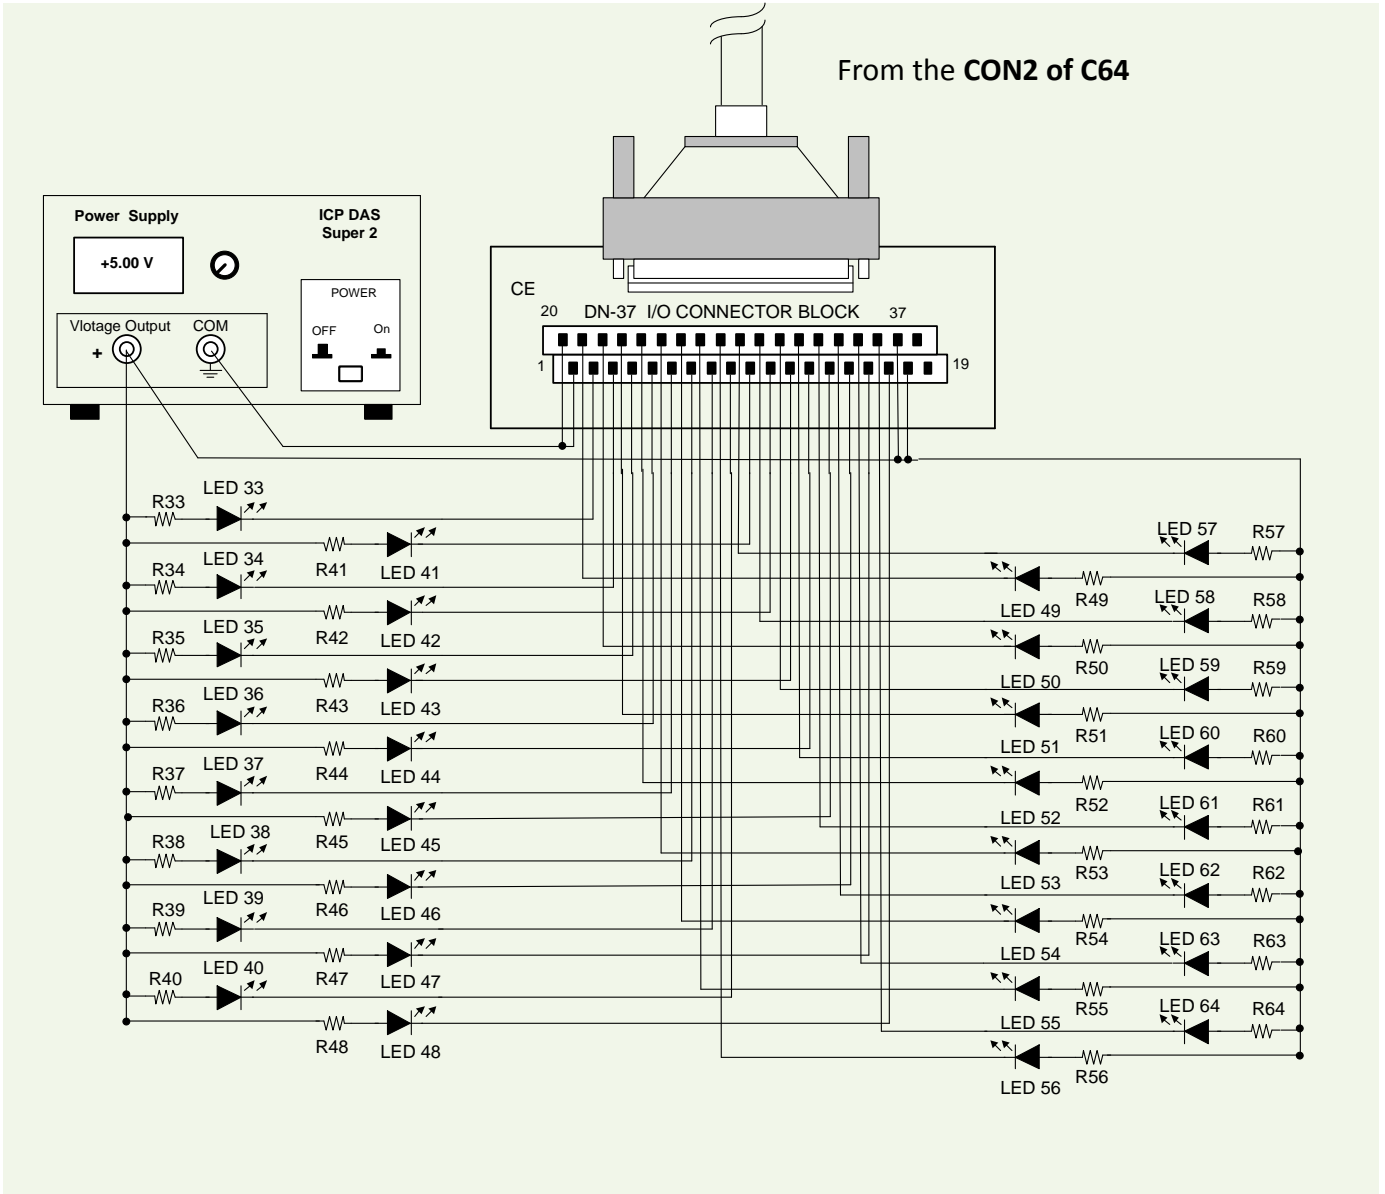 From the CON2 of C64
Power Supply
ICP DAS
Super 2
+5.00 V
POWER
OFF
On
Vlotage Output
COM
+
CE
20
DN-37 I/O CONNECTOR BLOCK
37
1
19
LED 33
R33
R41
LED 41
LED 34
R34
R42
LED 42
LED 35
R35
R43
LED 43
LED 36
R36
R44
LED 44
LED 37
R37
R45
LED 45
LED 38
R38
R46
LED 46
LED 39
R39
R47
LED 47
LED 40
R40
R48
LED 48
LED 57
R57
R49
LED 49
LED 58
R58
R50
LED 50
LED 59
R59
R51
LED 51
LED 60
R60
R52
LED 52
LED 61
R61
R53
LED 53
LED 62
R62
R54
LED 54
LED 63
R63
R55
LED 55
LED 64
R64
R56
LED 56